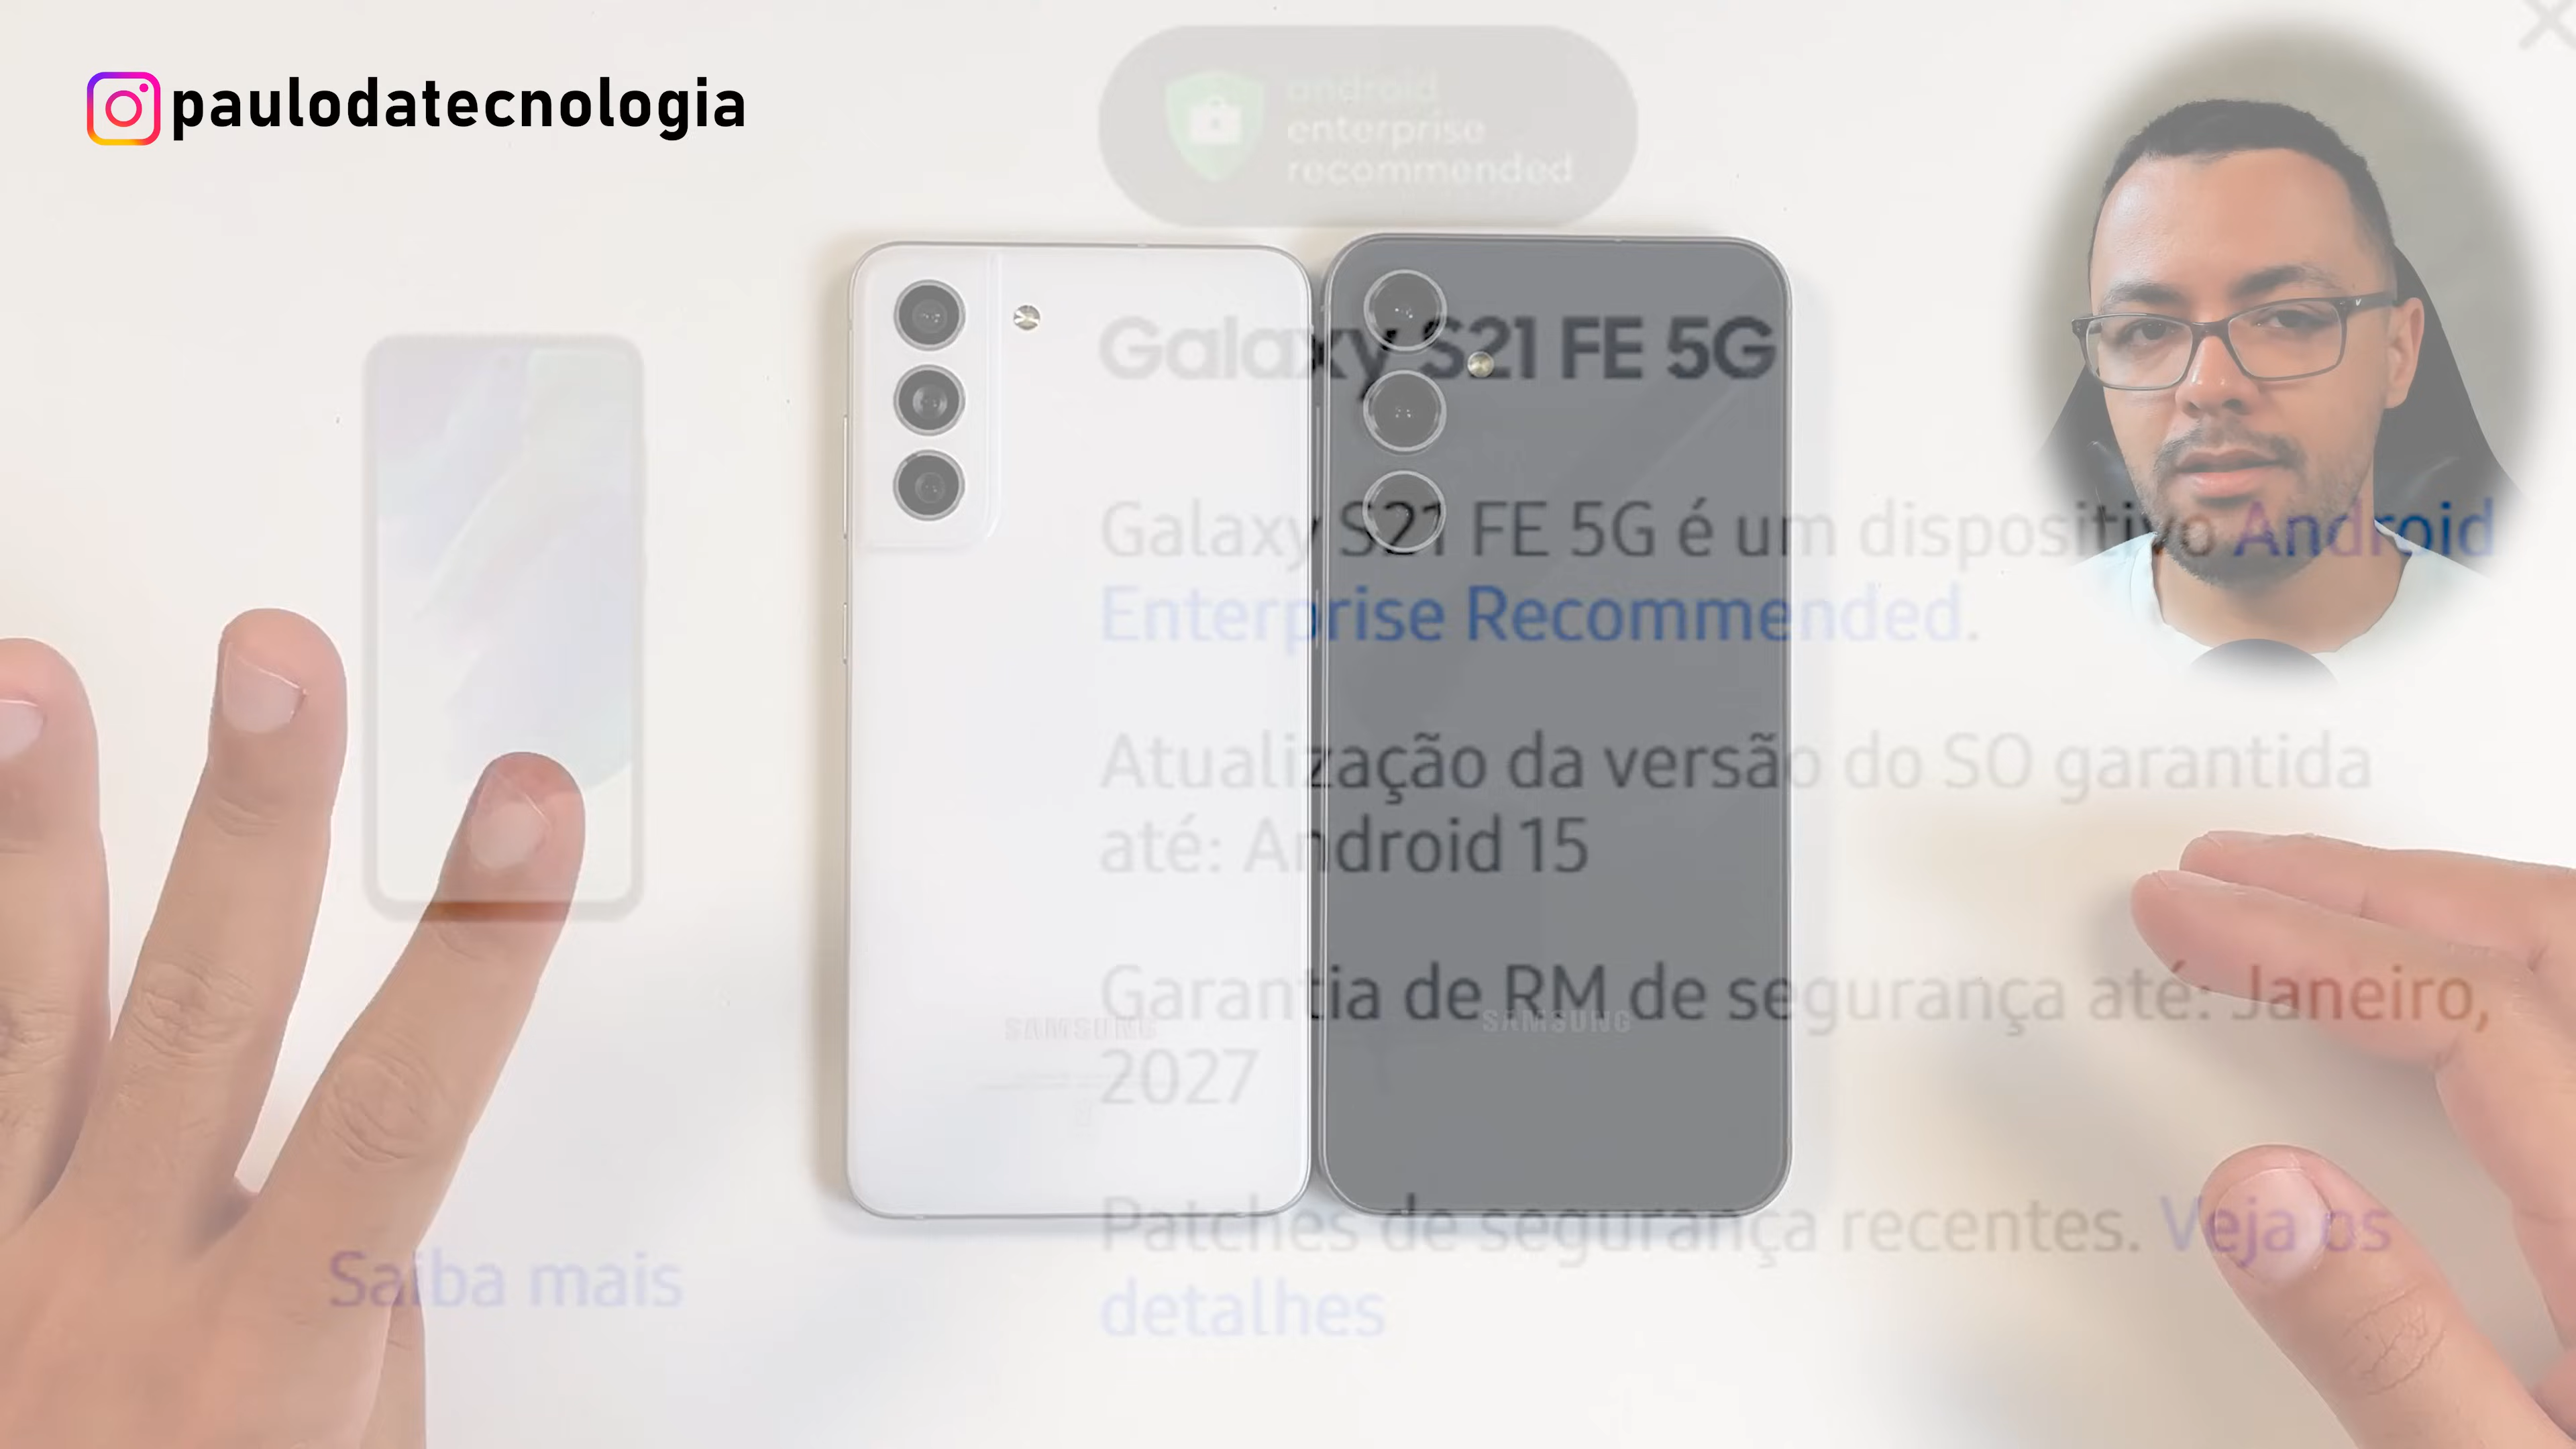 paulodatecnologia
android
enterprise
recommended
Galaxy S21 FE 5G
Galaxy S21 FE 5G é um dispositivo Android
Enterprise Recommended.
Atualização da versão do SO garantida
até: Android 15
Garantia de RM de segurança até: Janeiro,
2027
SAMSUNG
SAMSUNG
Patches de segurança recentes. Veja os
detalhes
Saiba mais